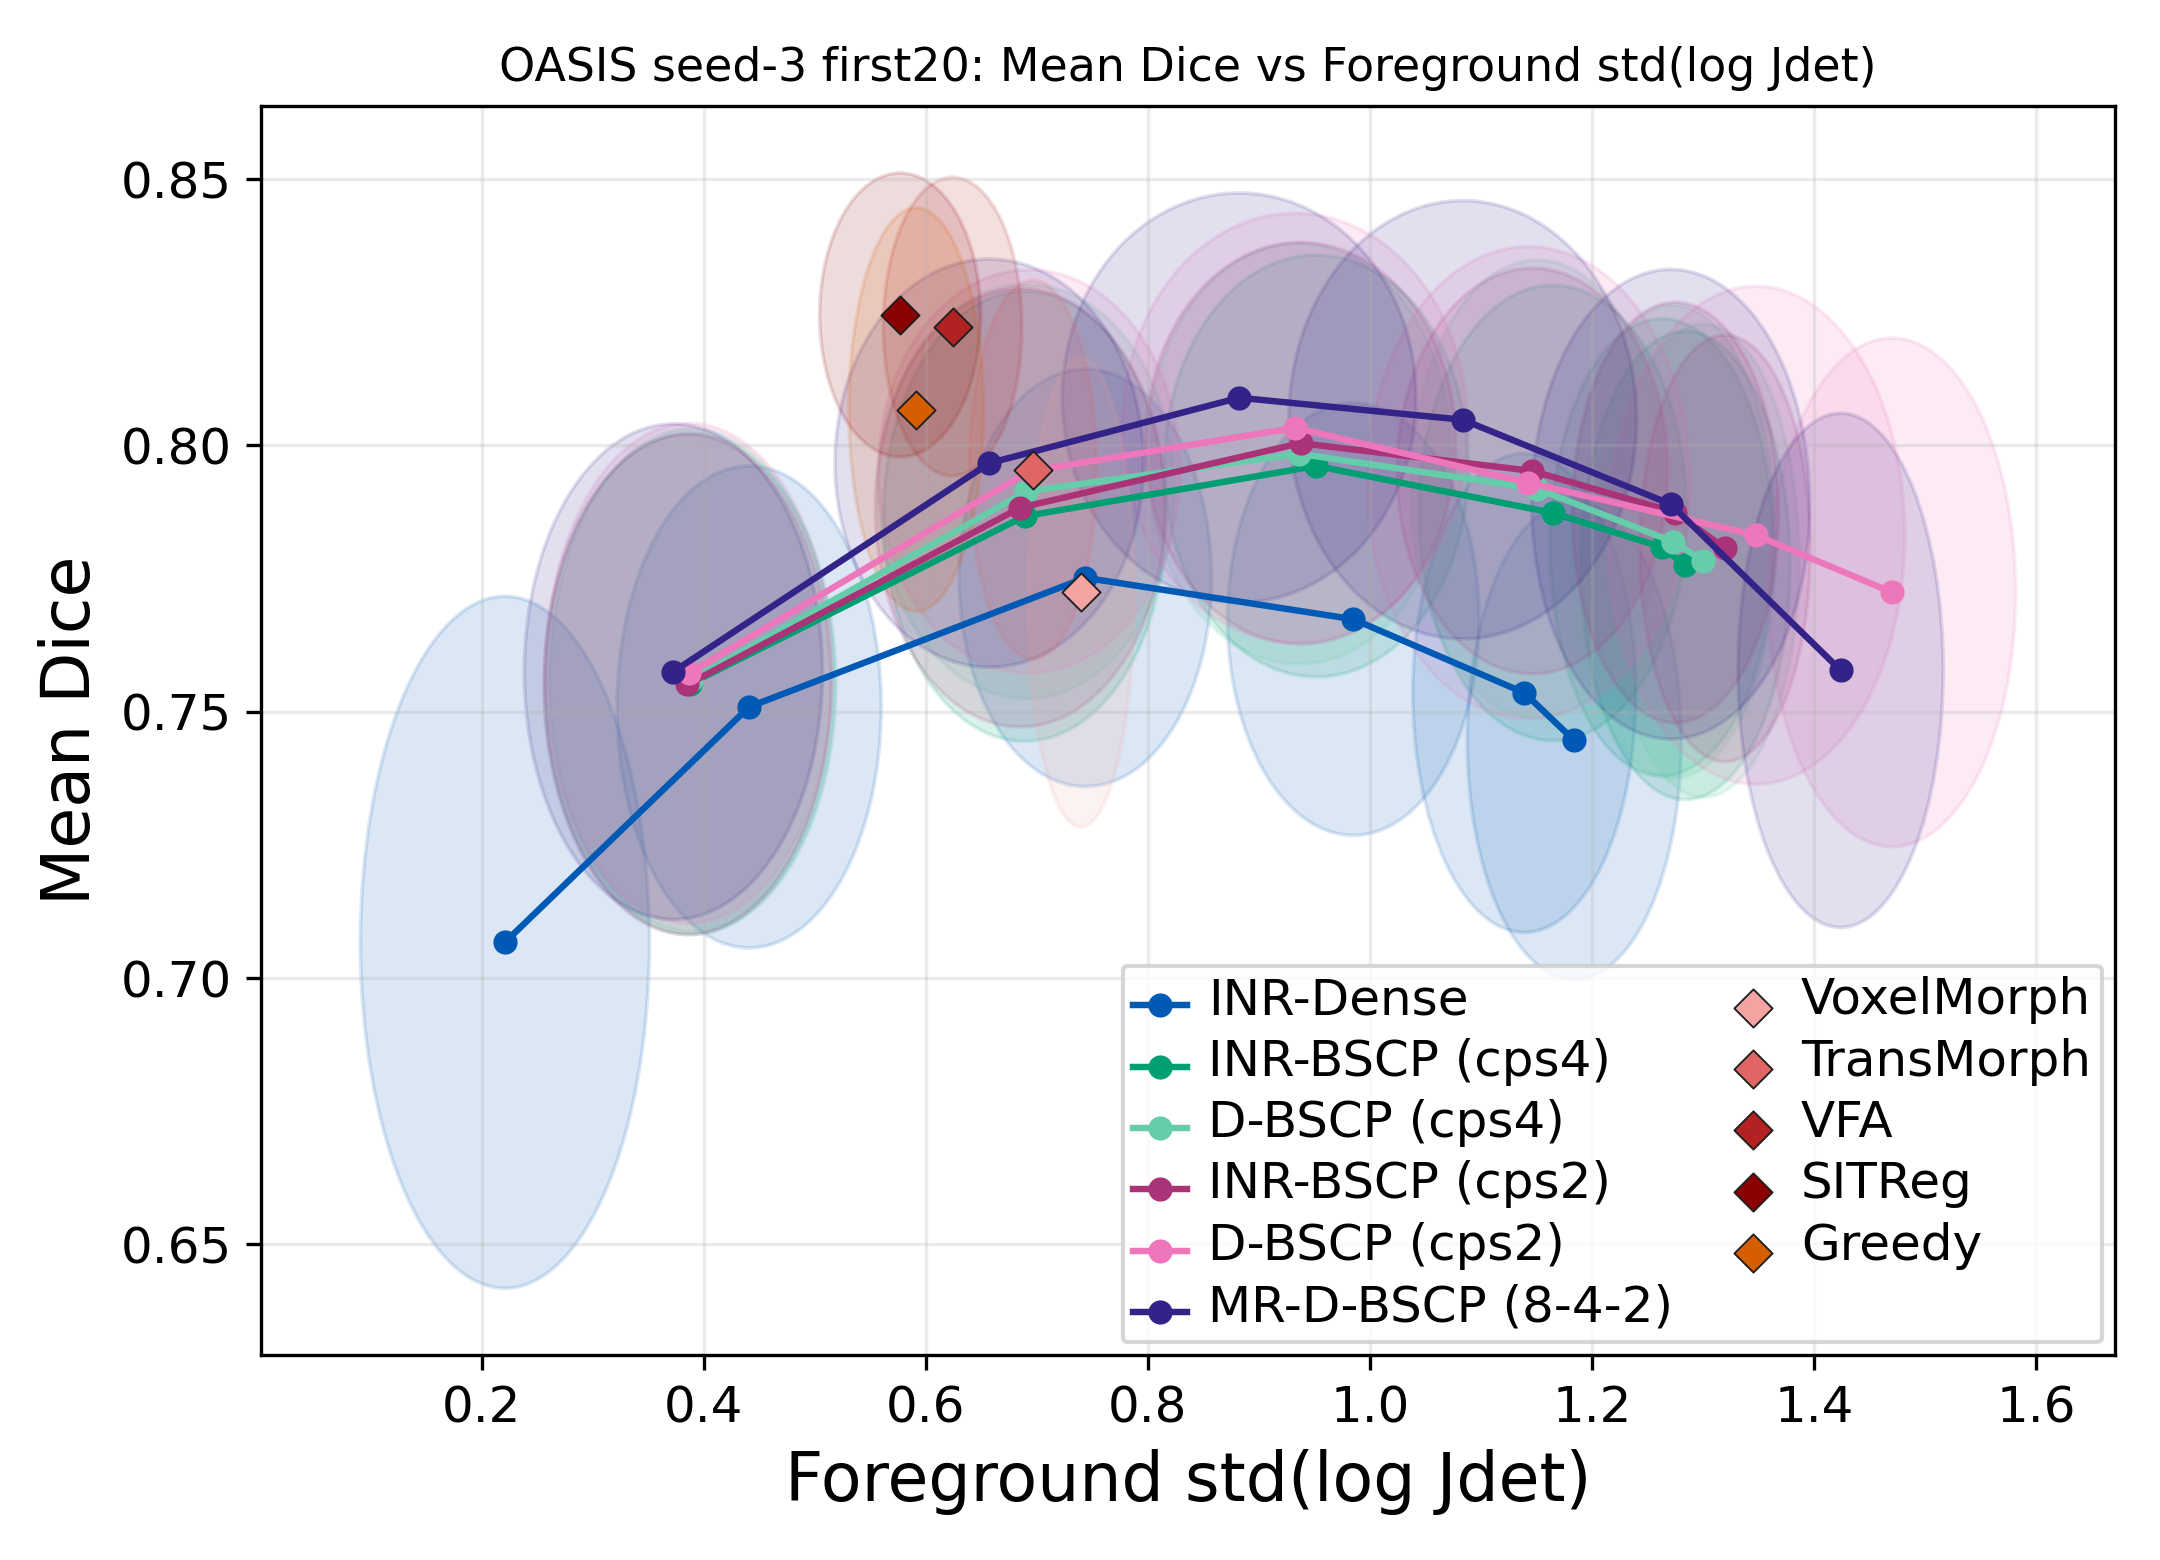 OASIS seed-3 first20: Mean Dice vs Foreground std(log Jdet)
Mean Dice
0.85
0.80
0.75
0.70
0.65
INR-Dense
INR-BSCP (cps4)
D-BSCP (cps4)
INR-BSCP (cps2)
D-BSCP (cps2)
MR-D-BSCP (8-4-2)
VoxelMorph
TransMorph
VFA
SITReg
Greedy
0.2 0.4 0.6 0.8 1.0 1.2 1.4 1.6
Foreground std(log Jdet)